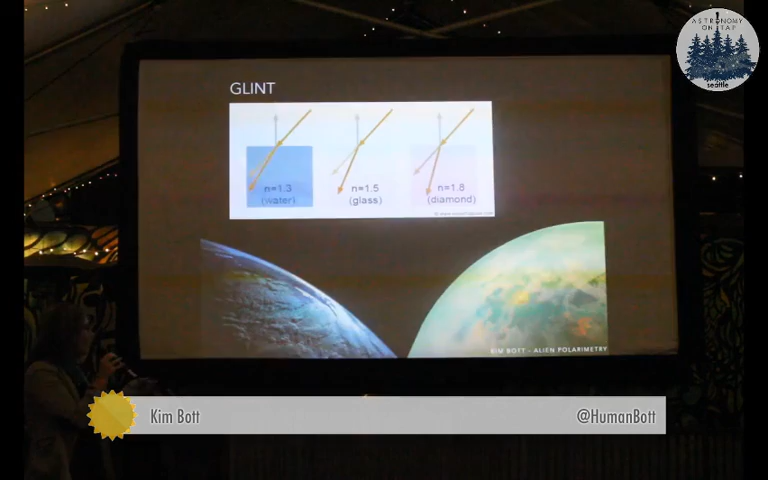 ASTRONOMY
ON TAP
seattle
GLINT
n=1.3
(water)
n=1.5
(glass)
n=1.8
(diamond)
KIM BOTT - ALIEN POLARIMETRY
Kim Bott
@HumanBott